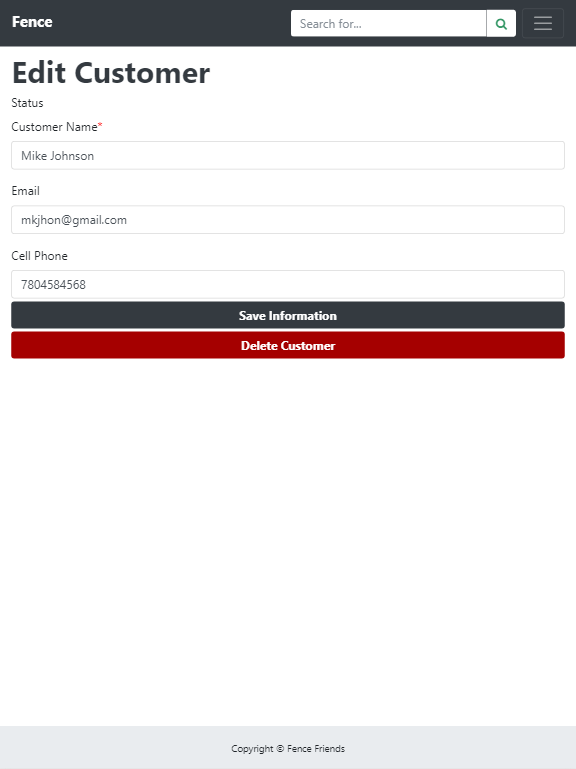 Fence
Search for...
Edit Customer
Status
Customer Name*
Mike Johnson
Email
mkjhon@gmail.com
Cell Phone
7804584568
Save Information
Delete Customer
Copyright © Fence Friends